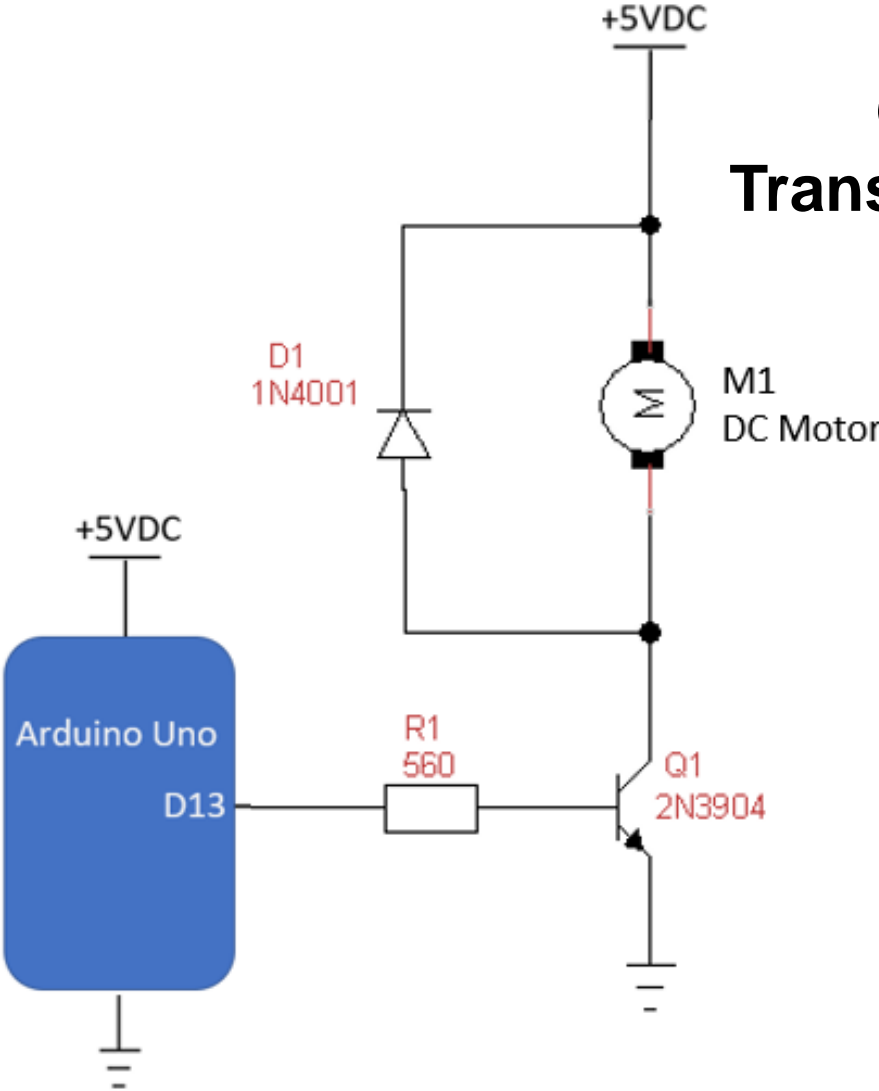 +5VDC
Trans
D1
1N4001
M1
DC Motor
+5VDC
Arduino Uno
D13
R1
560
Q1
2N3904
M